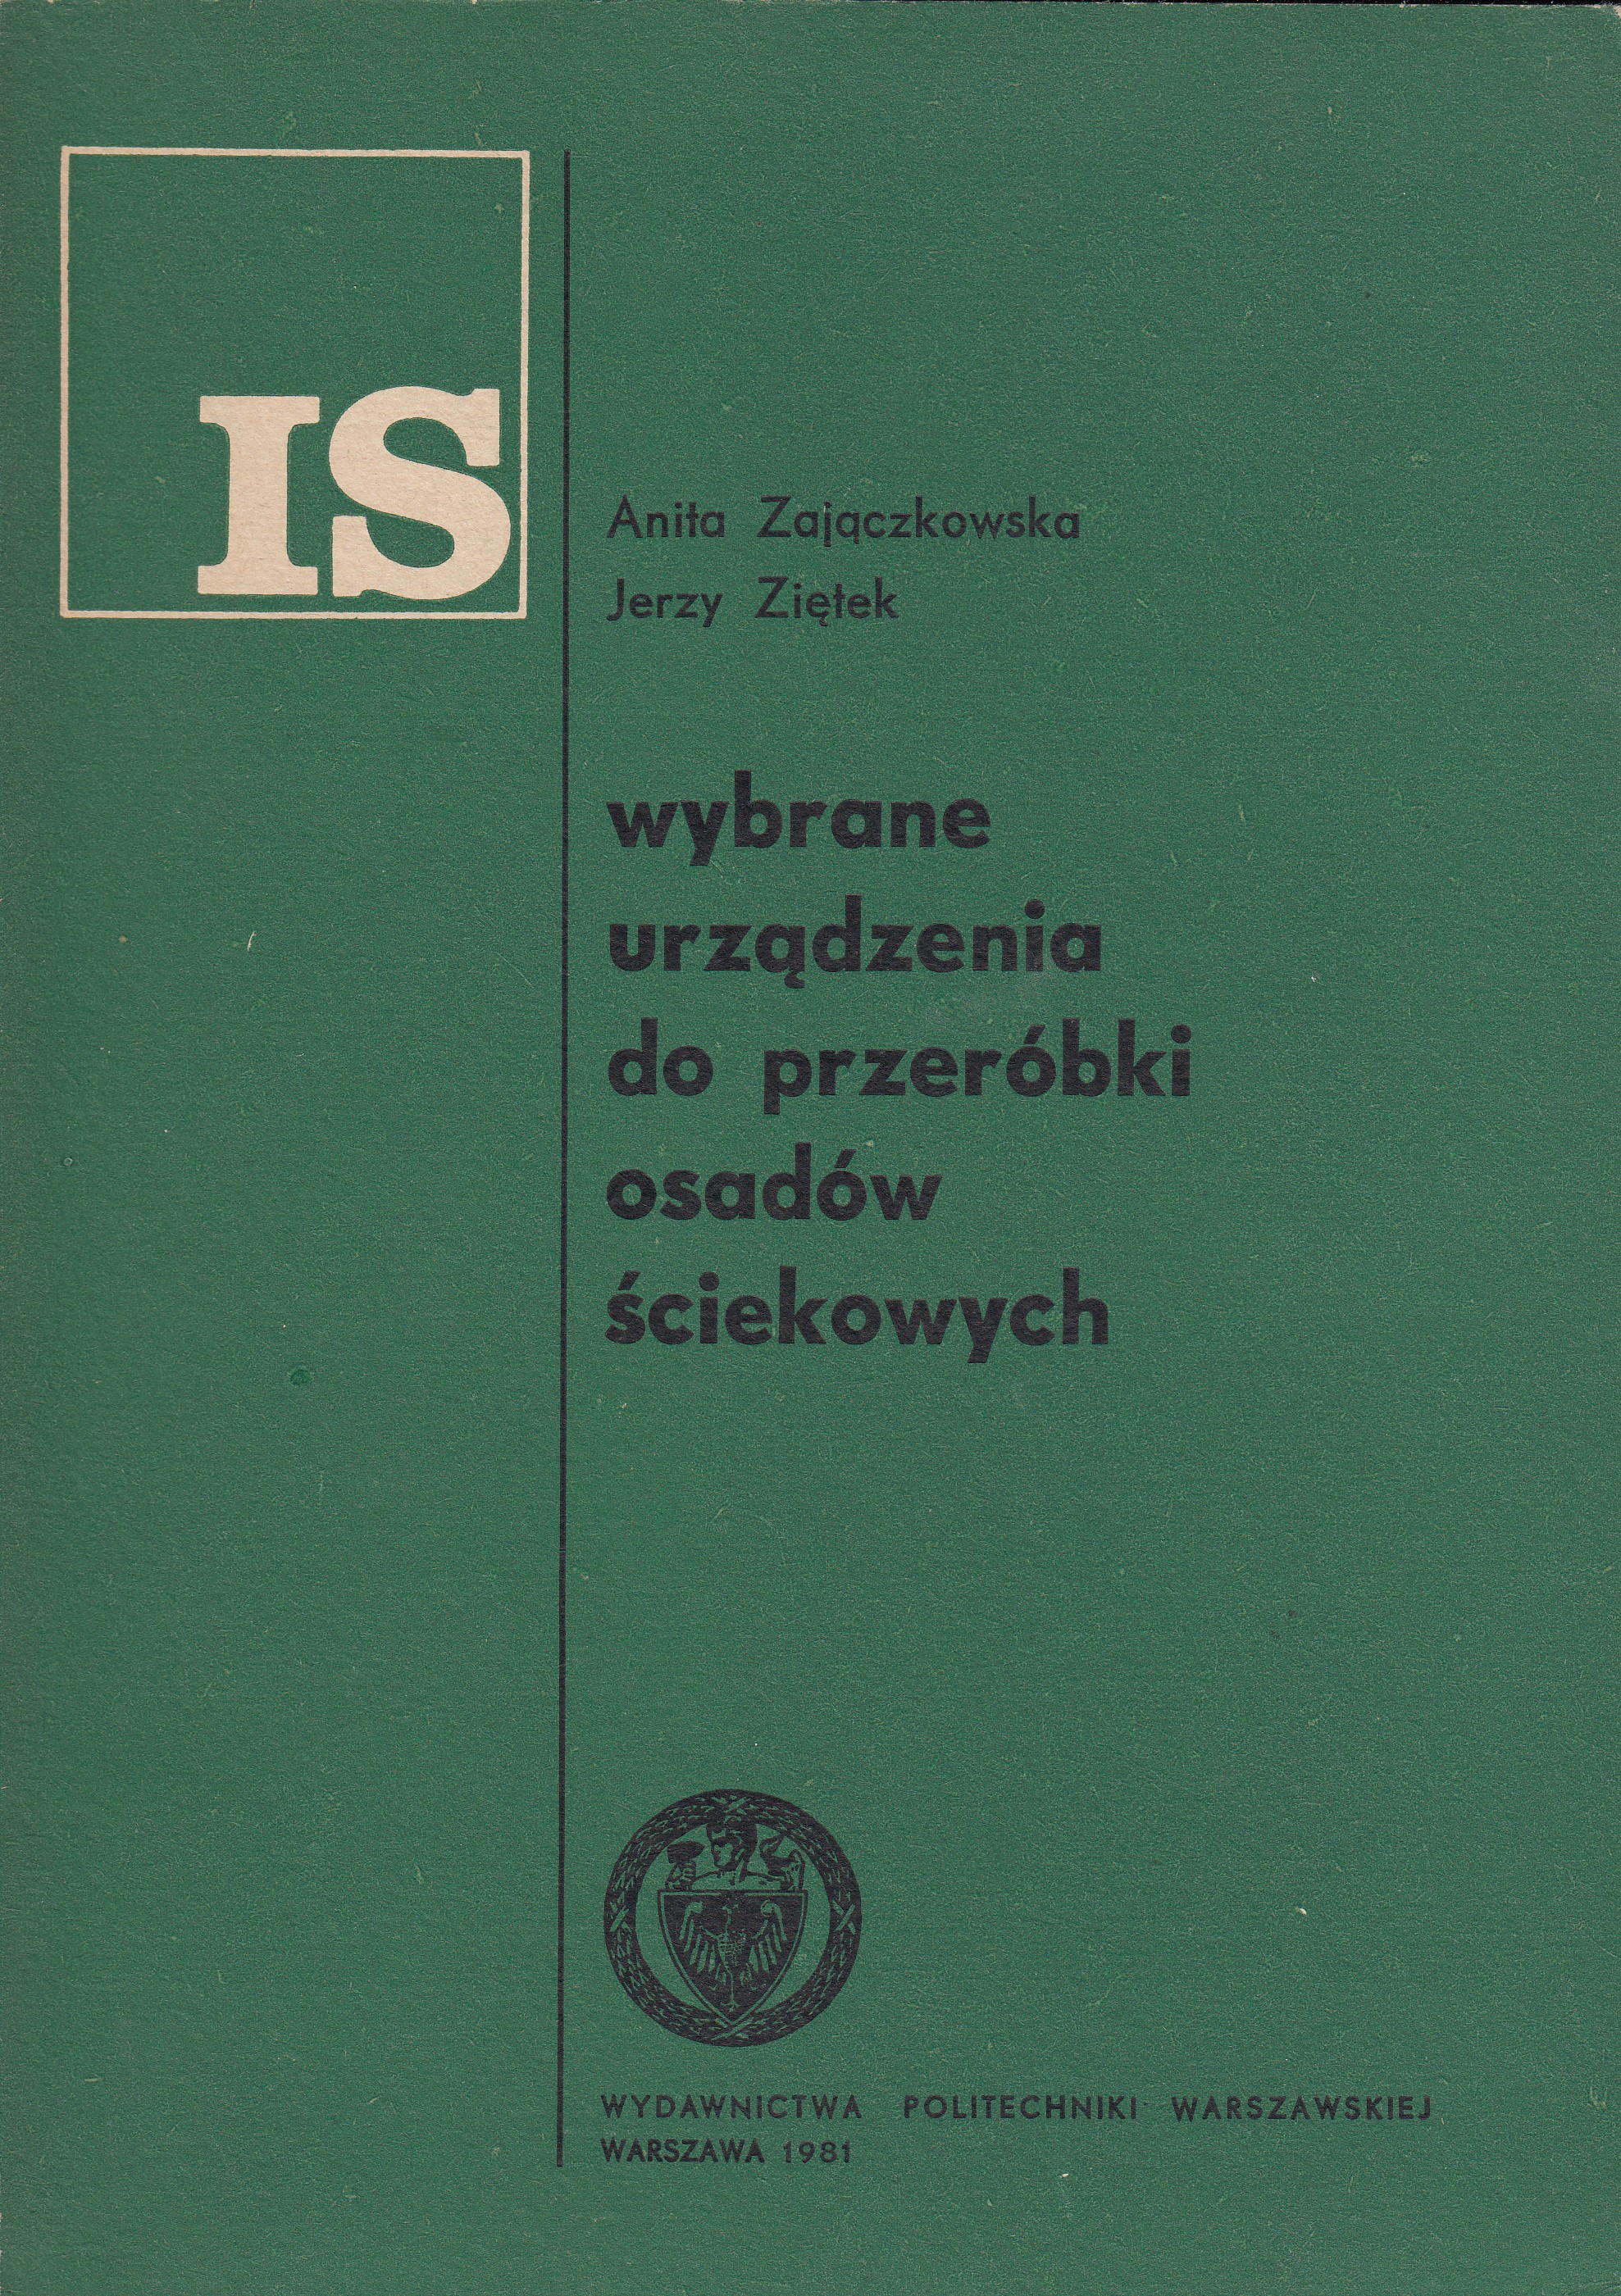 IS
Anita Zajączkowska
Jerzy Ziętek
wybrane
urządzenia
do przeróbki
osadów
ściekowych
WYDAWNICTWA POLITECHNIKI WARSZAWSKIEJ
WARSZAWA 1981